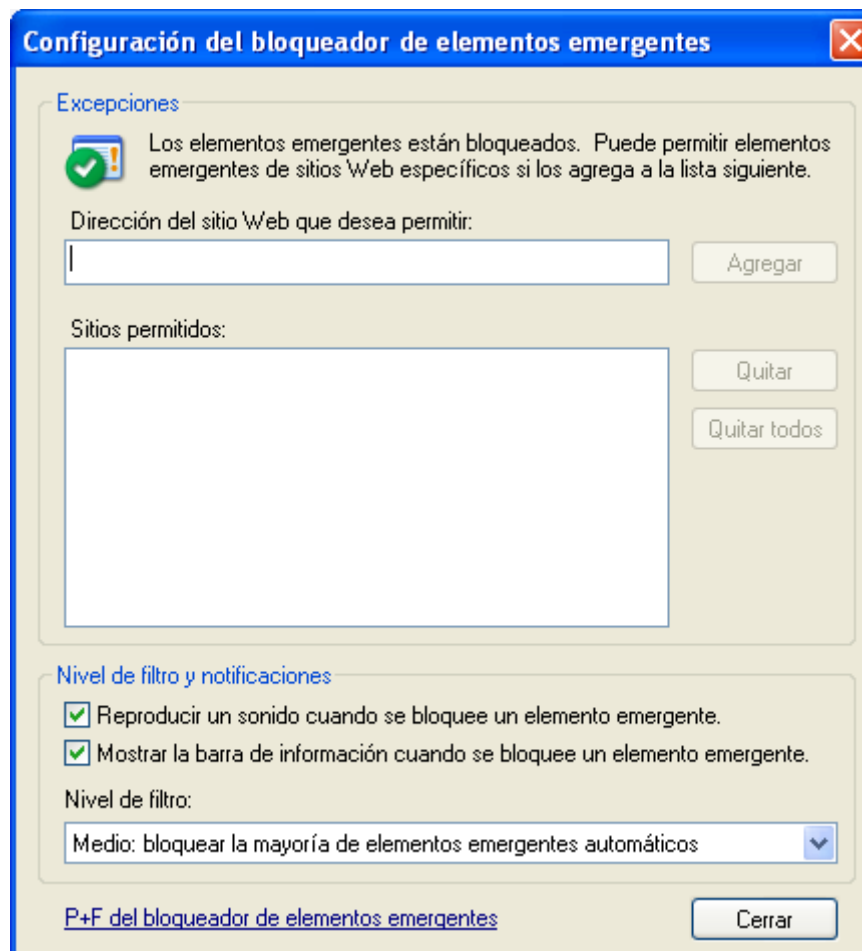 Configuración del bloqueador de elementos emergentes
Excepciones
Los elementos emergentes están bloqueados. Puede permitir elementos
emergentes de sitios Web específicos si los agrega a la lista siguiente.
Dirección del sitio Web que desea permitir:
Agregar
Sitios permitidos:
Quitar
Quitar todos
Nivel de filtro y notificaciones
Reproducir un sonido cuando se bloquee un elemento emergente.
Mostrar la barra de información cuando se bloquee un elemento emergente.
Nivel de filtro:
Medio: bloquear la mayoría de elementos emergentes automáticos
P+F del bloqueador de elementos emergentes
Cerrar